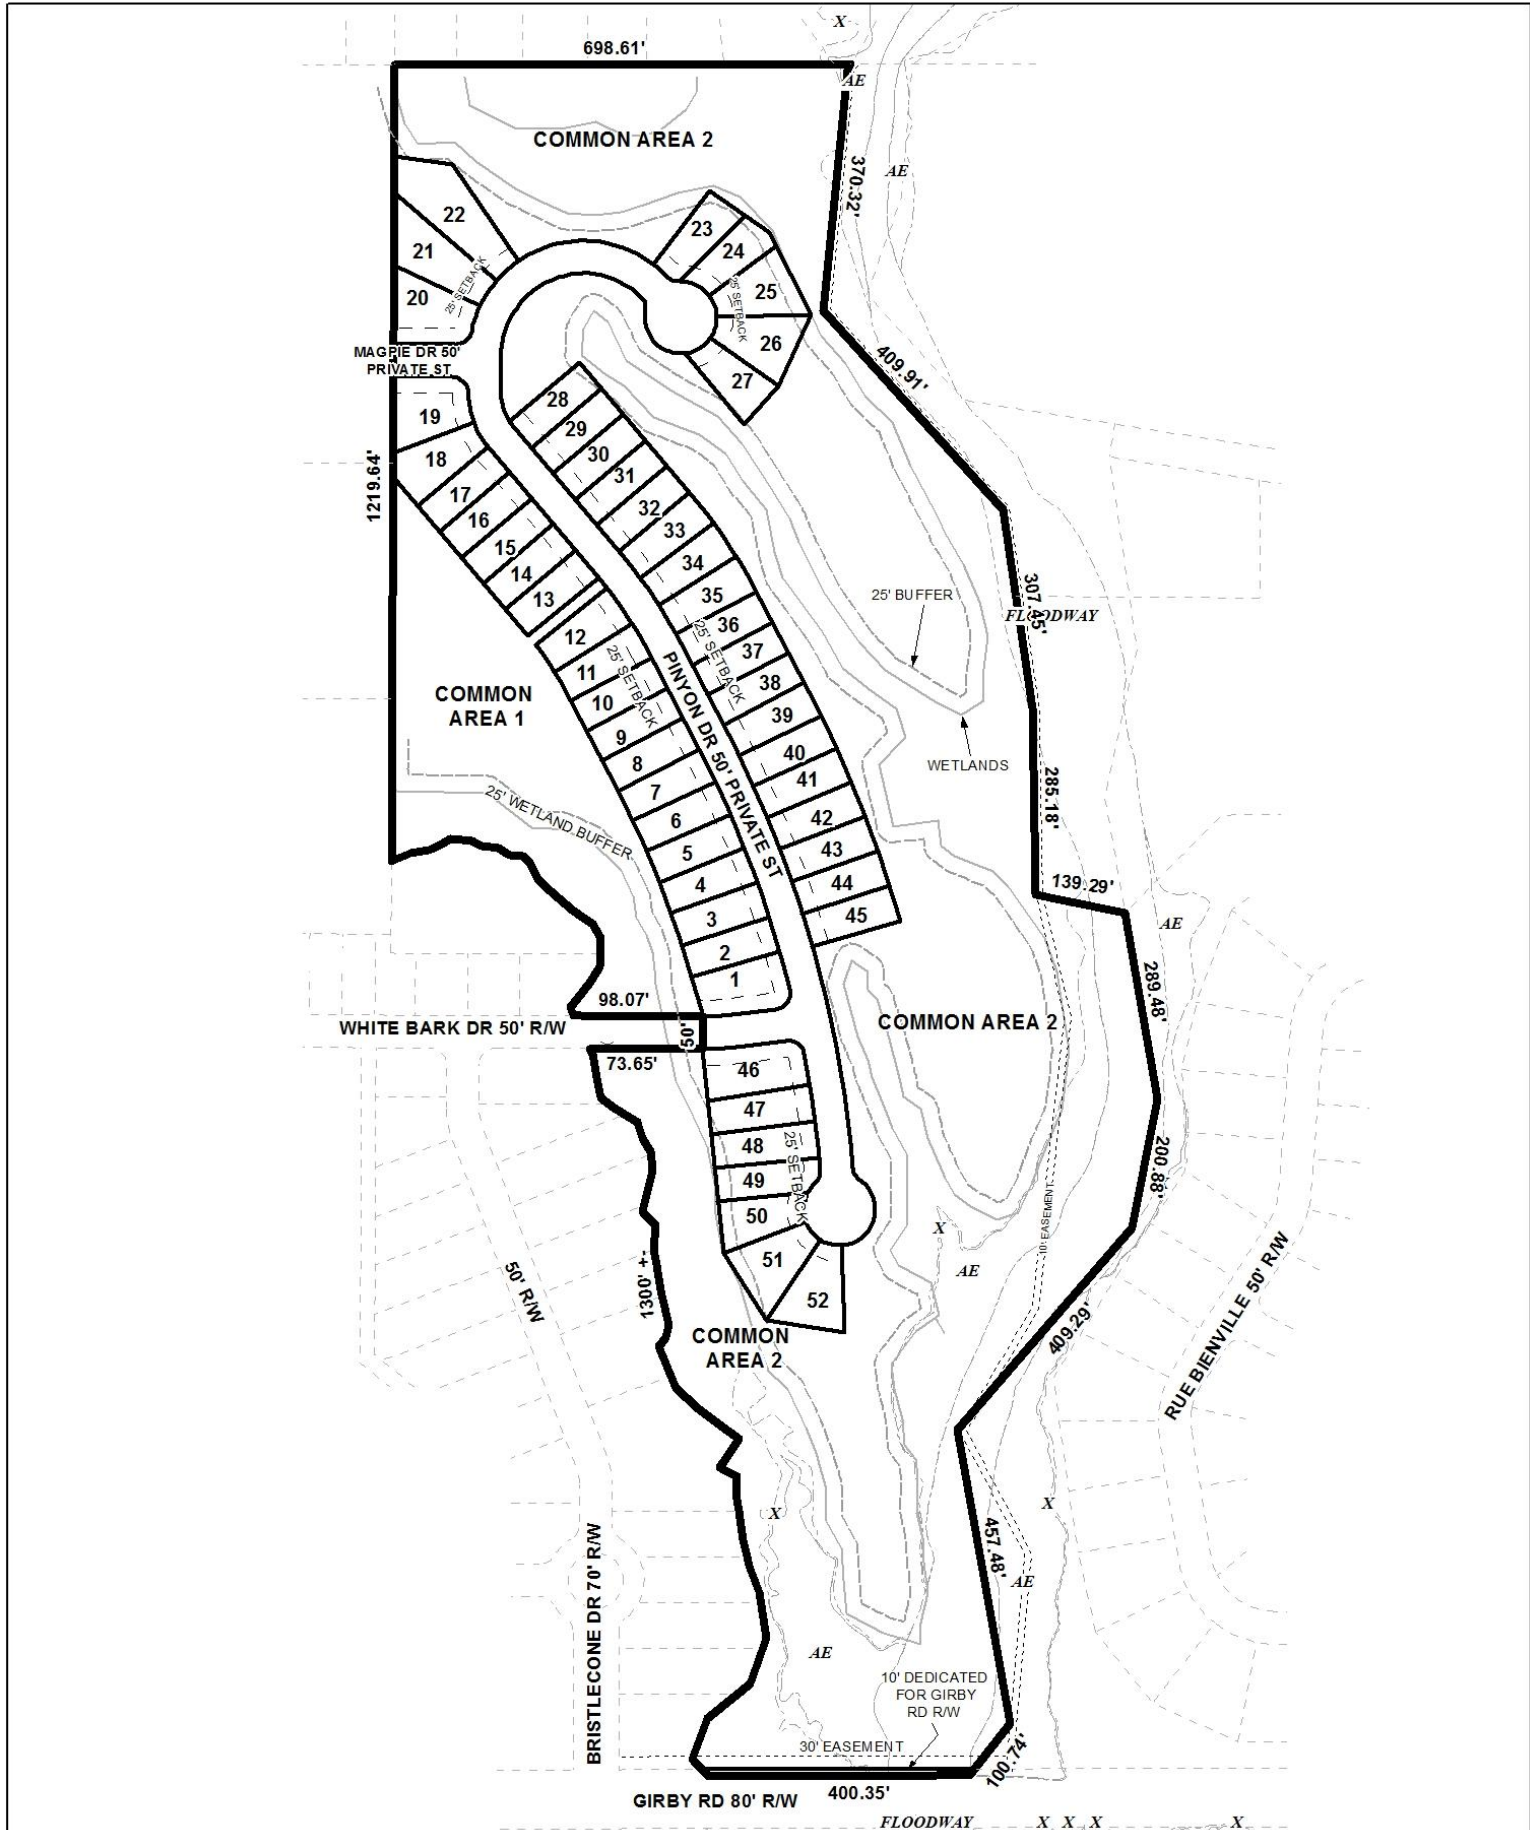 X
698.61'
AE
COMMON AREA 2
370.32'
AE
22
23
21
24
25' SETBACK
20
25' SETBACK
25
26
MAGPIE DR 50'
PRIVATE ST
409.91'
27
28
19
29
30
18
31
1219.64'
17
32
16
33
15
34
14
35
13
25' BUFFER
307.45'
FLOODWAY
36
12
25' SETBACK
37
11
25' SETBACK
38
10
COMMON
AREA 1
39
9
PINYON DR 50' PRIVATE ST
40
8
WETLANDS
41
7
285.18'
25' WETLAND BUFFER
42
6
43
5
44
4
139.29'
45
3
AE
2
1
289.48'
98.07'
COMMON AREA 2
WHITE BARK DR 50' R/W
50'
73.65'
46
47
48
25' SETBACK
49
200.88'
50
10' EASEMENT
X
51
AE
50' R/W
1300' +-
52
RUE BIENVILLE 50' R/W
409.29'
COMMON
AREA 2
X
X
457.48'
AE
BRISTLECONE DR 70' R/W
AE
10' DEDICATED
FOR GIRBY
RD R/W
30' EASEMENT
100.74'
400.35'
GIRBY RD 80' R/W
FLOODWAY
X X X
X